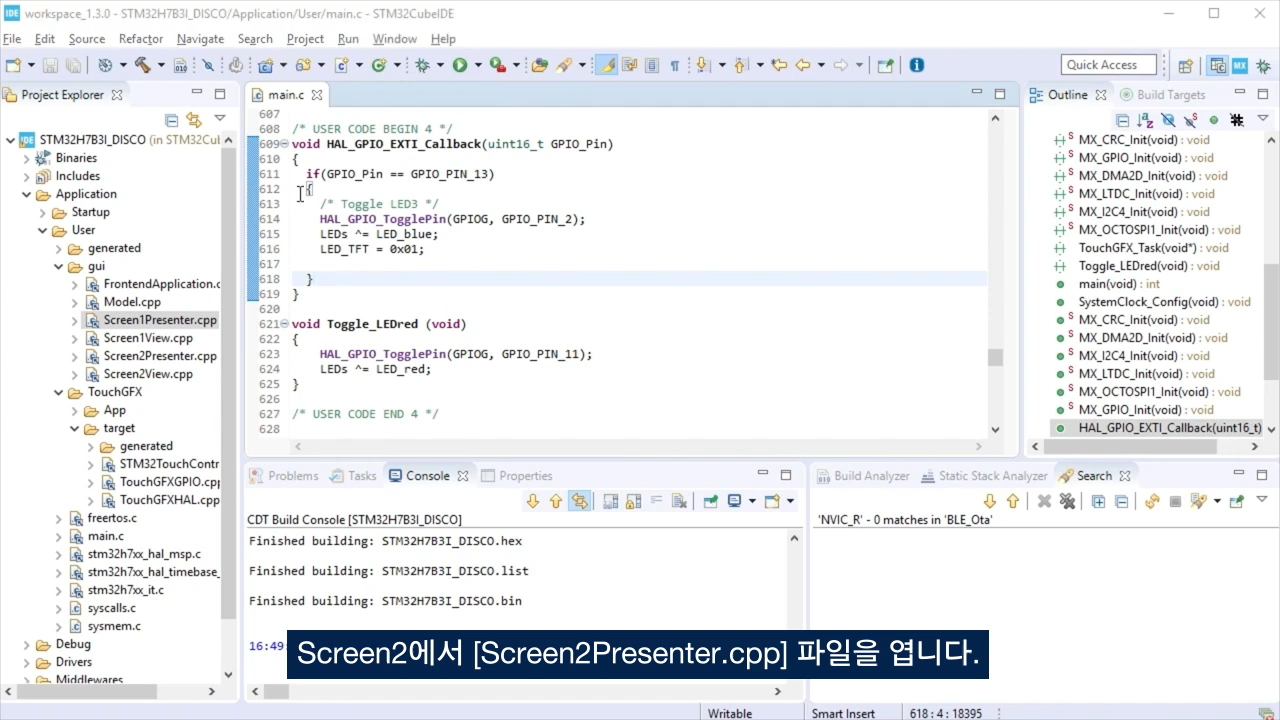 IDE workspace_1.3.0 - STM32H7B3I_DISCO/Application/User/main.c - STM32CubeIDE
File Edit Source Refactor Navigate Search Project Run Window Help
Quick Access
MX
Project Explorer
STM32H7B3I_DISCO (in STM32Cul
Binaries
Includes
Application
Startup
User
generated
gui
FrontendApplication.c
Model.cpp
Screen1Presenter.cpp
Screen1View.cpp
Screen2Presenter.cpp
Screen2View.cpp
TouchGFX
App
target
generated
STM32TouchContr
TouchGFXGPIO.cpp
TouchGFXHAL.cpp
freertos.c
main.c
stm32h7xx_hal_msp.c
stm32h7xx_hal_timebase_
stm32h7xx_it.c
syscalls.c
sysmem.c
Debug
Drivers
Middlewares
main.c
607
608 /* USER CODE BEGIN 4 */
609 void HAL_GPIO_EXTI_Callback(uint16_t GPIO_Pin)
610 {
611 if(GPIO_Pin == GPIO_PIN_13)
612 {
613 /* Toggle LED3 */
614 HAL_GPIO_TogglePin(GPIOG, GPIO_PIN_2);
615 LEDs ^= LED_blue;
616 LED_TFT = 0x01;
617
618 }
619 }
620
621 void Toggle_LEDred (void)
622 {
623 HAL_GPIO_TogglePin(GPIOG, GPIO_PIN_11);
624 LEDs ^= LED_red;
625 }
626
627 /* USER CODE END 4 */
628
Outline Build Targets
MX_CRC_Init(void) : void
MX_GPIO_Init(void) : void
MX_DMA2D_Init(void) : void
MX_LTDC_Init(void) : void
MX_I2C4_Init(void) : void
MX_OCTOSPI1_Init(void) : void
TouchGFX_Task(void*) : void
Toggle_LEDred(void) : void
main(void) : int
SystemClock_Config(void) : void
MX_CRC_Init(void) : void
MX_DMA2D_Init(void) : void
MX_I2C4_Init(void) : void
MX_LTDC_Init(void) : void
MX_OCTOSPI1_Init(void) : void
MX_GPIO_Init(void) : void
HAL_GPIO_EXTI_Callback(uint16_t)
Problems Tasks Console Properties
CDT Build Console [STM32H7B3I_DISCO]
Finished building: STM32H7B3I_DISCO.hex
Finished building: STM32H7B3I_DISCO.list
Finished building: STM32H7B3I_DISCO.bin
16:49:
Build Analyzer Static Stack Analyzer Search
'NVIC_R' - 0 matches in 'BLE_Ota'
Screen2에서 [Screen2Presenter.cpp] 파일을 엽니다.
Writable Smart Insert 618 : 4 : 18395